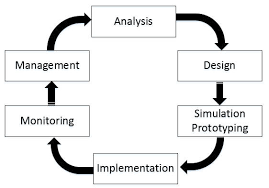 Analysis
Design
Simulation
Prototyping
Implementation
Monitoring
Management